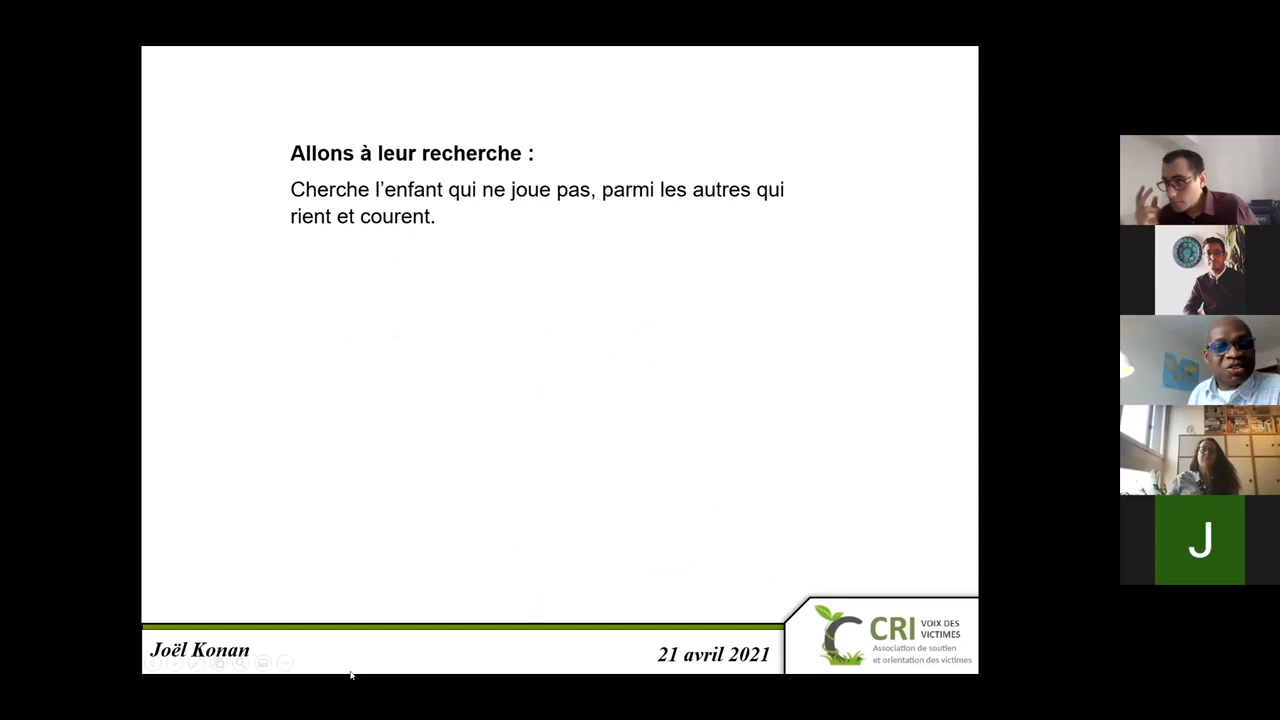 Allons à leur recherche :
Cherche l’enfant qui ne joue pas, parmi les autres qui
rient et courent.
Joël Konan
21 avril 2021
CRI VOIX DES
VICTIMES
Association de soutien
et orientation des victimes
J